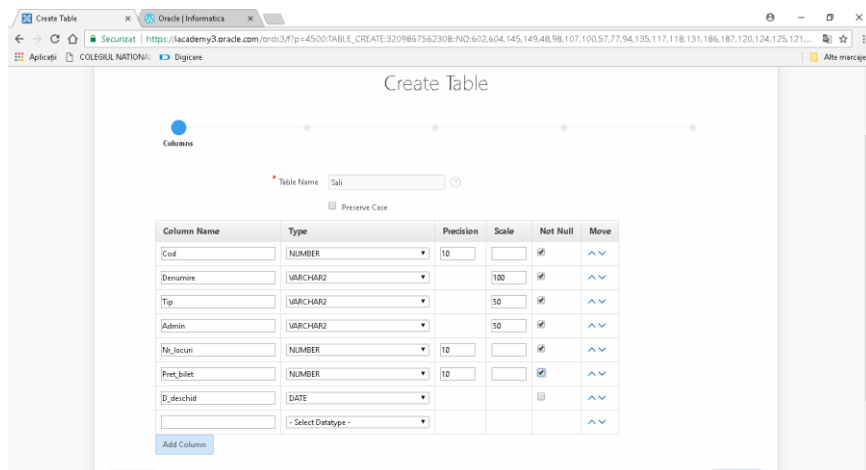 Create Table
Oracle | Informatica
Securizat | https://iacademy3.oracle.com/ords3/f?p=4500:TABLE_CREATE:3209867562308::NO:602,604,145,149,48,98,107,100,57,77,94,135,117,118,131,186,187,120,124,125,121,...
Aplicații COLEGIUL NATIONAL Digicare Alte marcaje
Create Table
Columns
* Table Name Sali
Preserve Case
Column Name Type Precision Scale Not Null Move
Cod NUMBER 10
Denumire VARCHAR2 100
Tip VARCHAR2 50
Admin VARCHAR2 50
Nr_locuri NUMBER 10
Pret_bilet NUMBER 10
D_deschid DATE
- Select Datatype -
Add Column